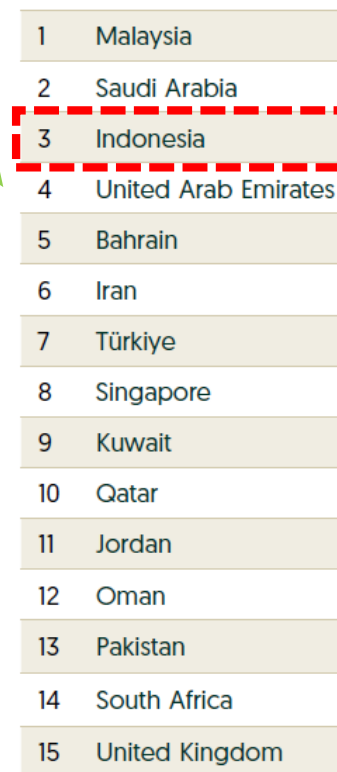 1 Malaysia
2 Saudi Arabia
3 Indonesia
4 United Arab Emirates
5 Bahrain
6 Iran
7 Türkiye
8 Singapore
9 Kuwait
10 Qatar
11 Jordan
12 Oman
13 Pakistan
14 South Africa
15 United Kingdom